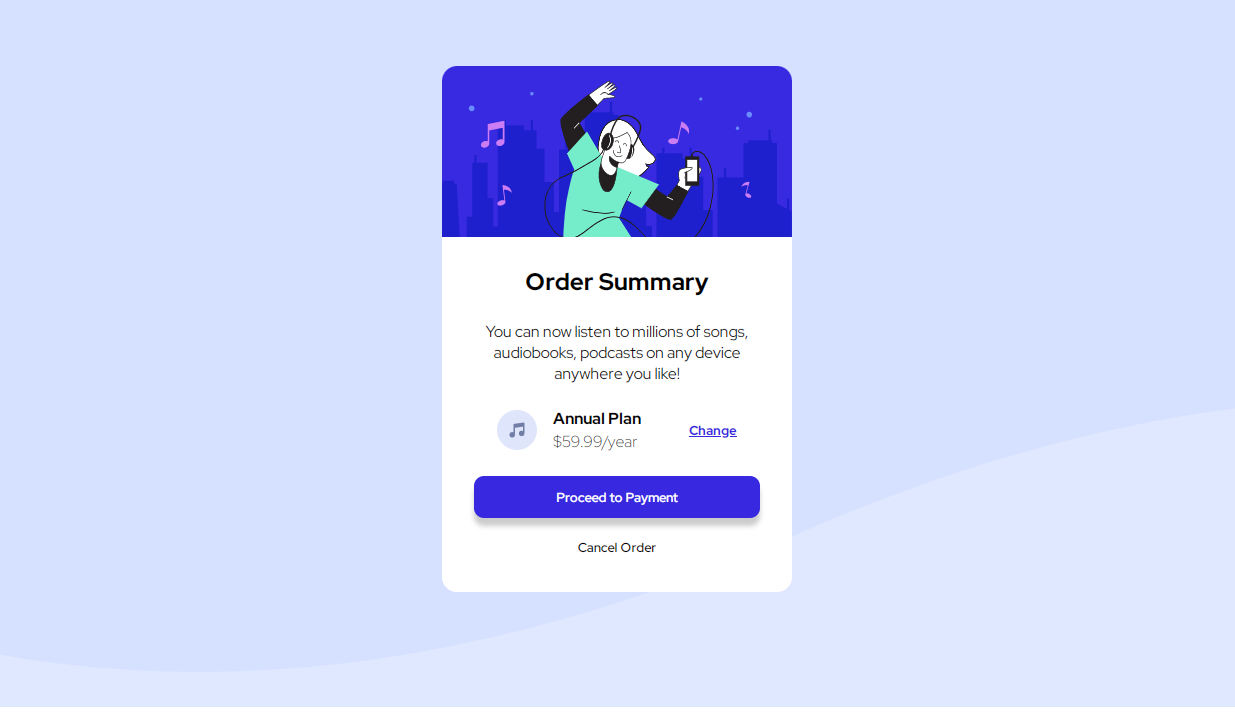 Order Summary
You can now listen to millions of songs,
audiobooks, podcasts on any device
anywhere you like!
Annual Plan
$59.99/year
Change
Proceed to Payment
Cancel Order